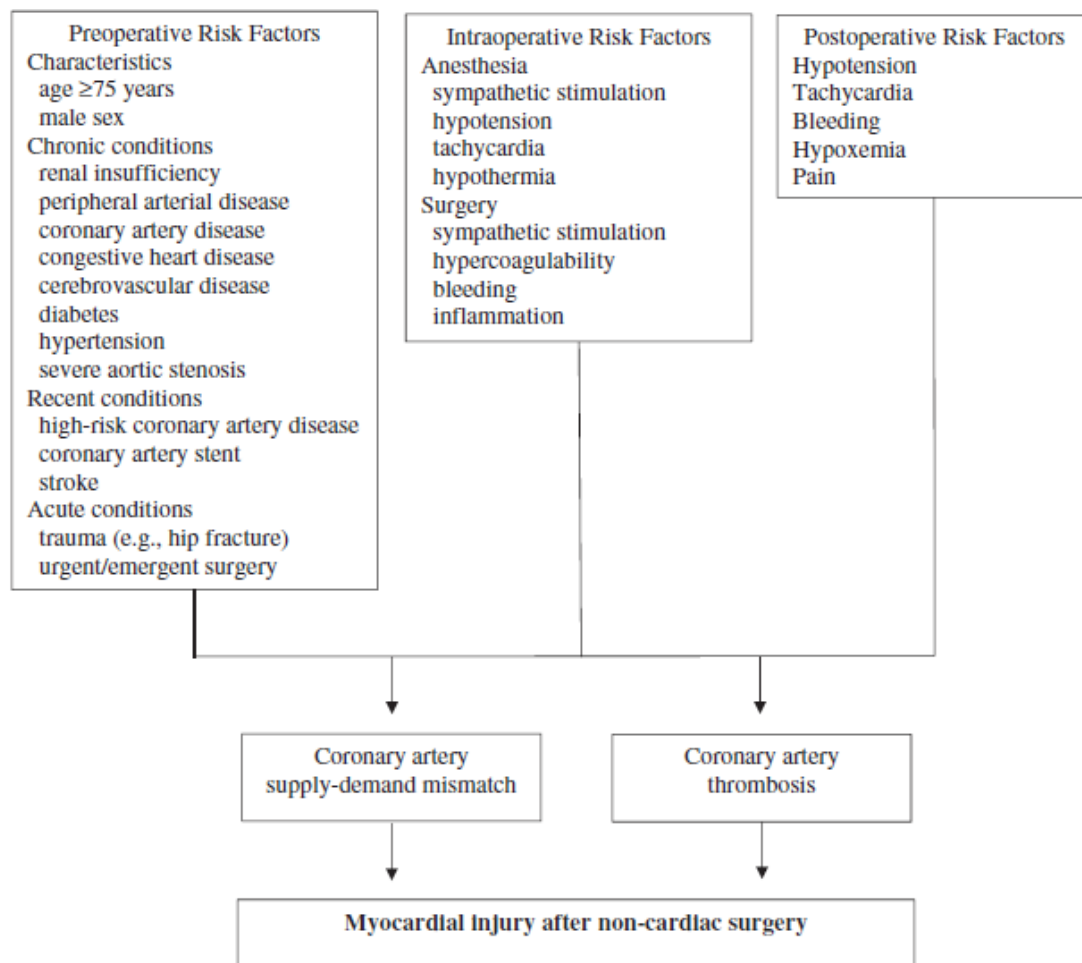 Preoperative Risk Factors
Characteristics
age ≥75 years
male sex
Chronic conditions
renal insufficiency
peripheral arterial disease
coronary artery disease
congestive heart disease
cerebrovascular disease
diabetes
hypertension
severe aortic stenosis
Recent conditions
high-risk coronary artery disease
coronary artery stent
stroke
Acute conditions
trauma (e.g., hip fracture)
urgent/emergent surgery
Intraoperative Risk Factors
Anesthesia
sympathetic stimulation
hypotension
tachycardia
hypothermia
Surgery
sympathetic stimulation
hypercoagulability
bleeding
inflammation
Postoperative Risk Factors
Hypotension
Tachycardia
Bleeding
Hypoxemia
Pain
Coronary artery
supply-demand mismatch
Coronary artery
thrombosis
Myocardial injury after non-cardiac surgery